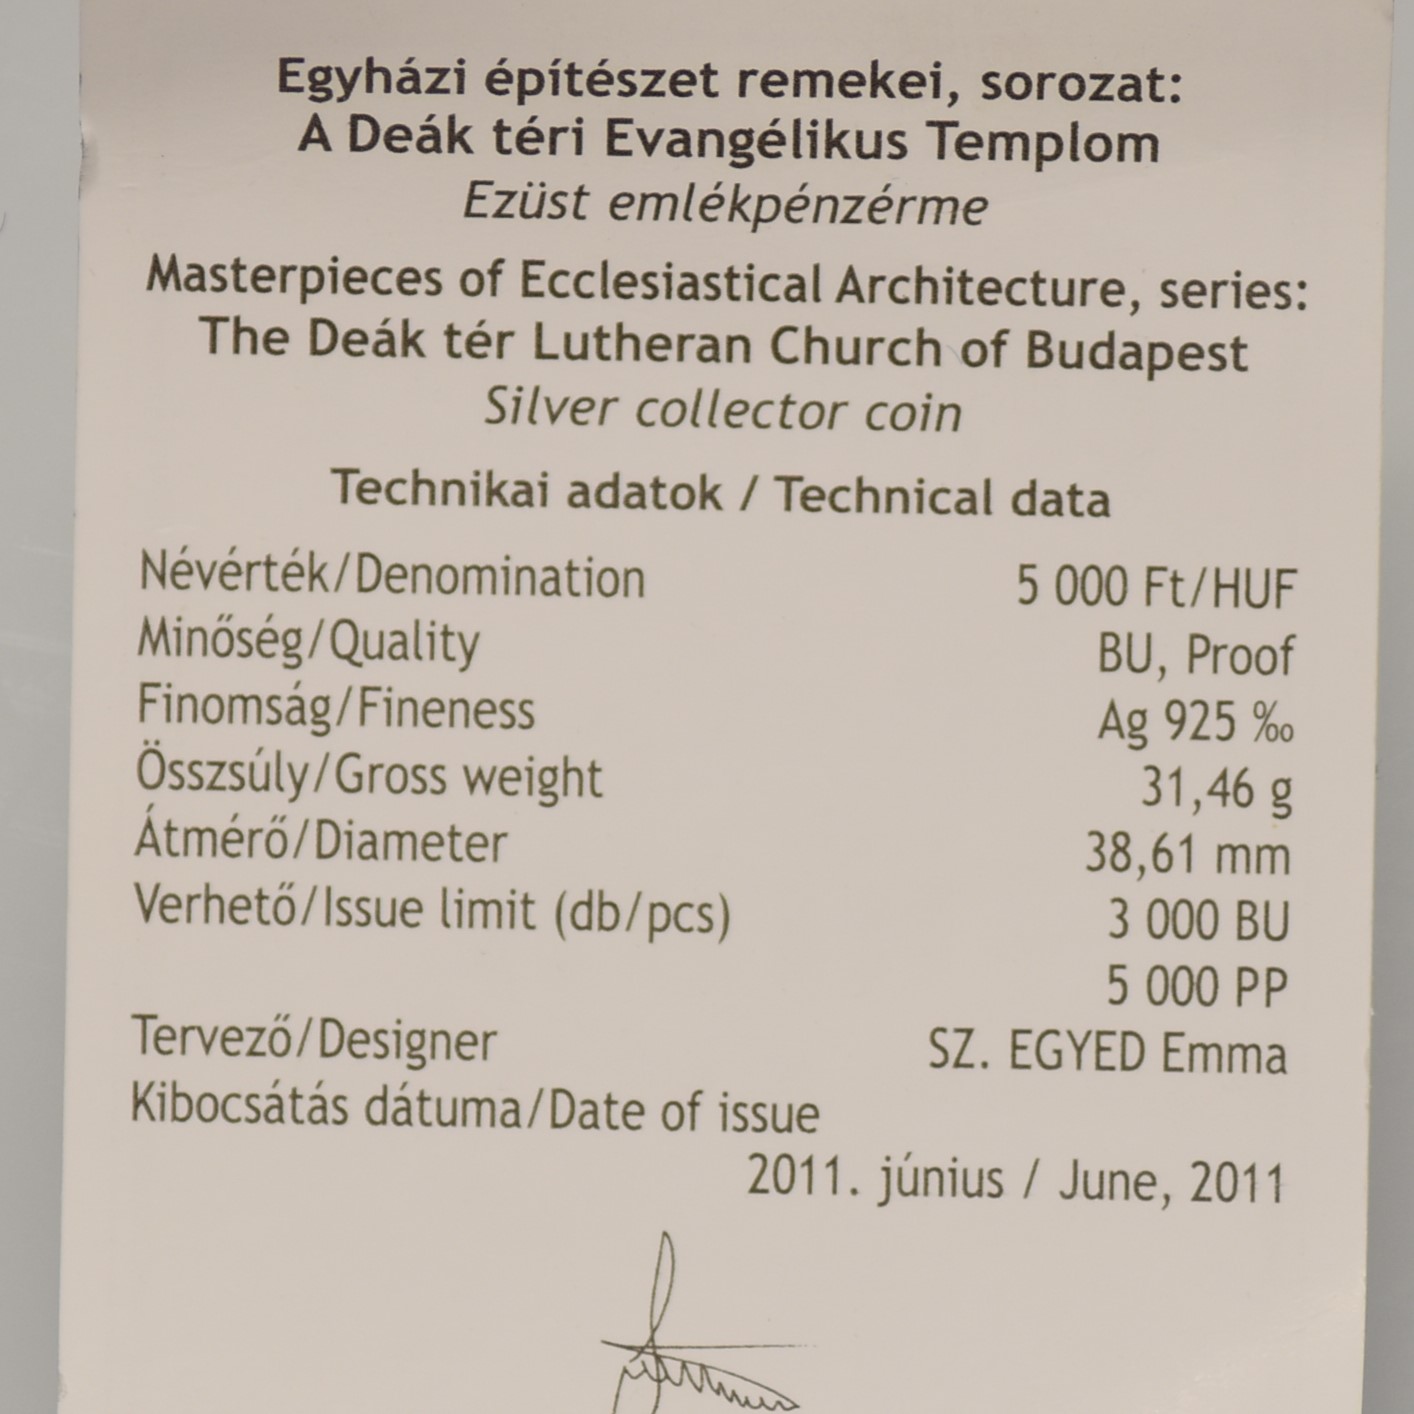 Egyházi építészet remekei, sorozat:
A Deák téri Evangélikus Templom
Ezüst emlékpénzérme
Masterpieces of Ecclesiastical Architecture, series:
The Deák tér Lutheran Church of Budapest
Silver collector coin
Technikai adatok / Technical data
Névérték/Denomination 5 000 Ft/HUF
Minőség/Quality BU, Proof
Finomság/Fineness Ag 925 ‰
Összsúly/Gross weight 31,46 g
Átmérő/Diameter 38,61 mm
Verhető/Issue limit (db/pcs) 3 000 BU
5 000 PP
Tervező/Designer SZ. EGYED Emma
Kibocsátás dátuma/Date of issue
2011. június / June, 2011